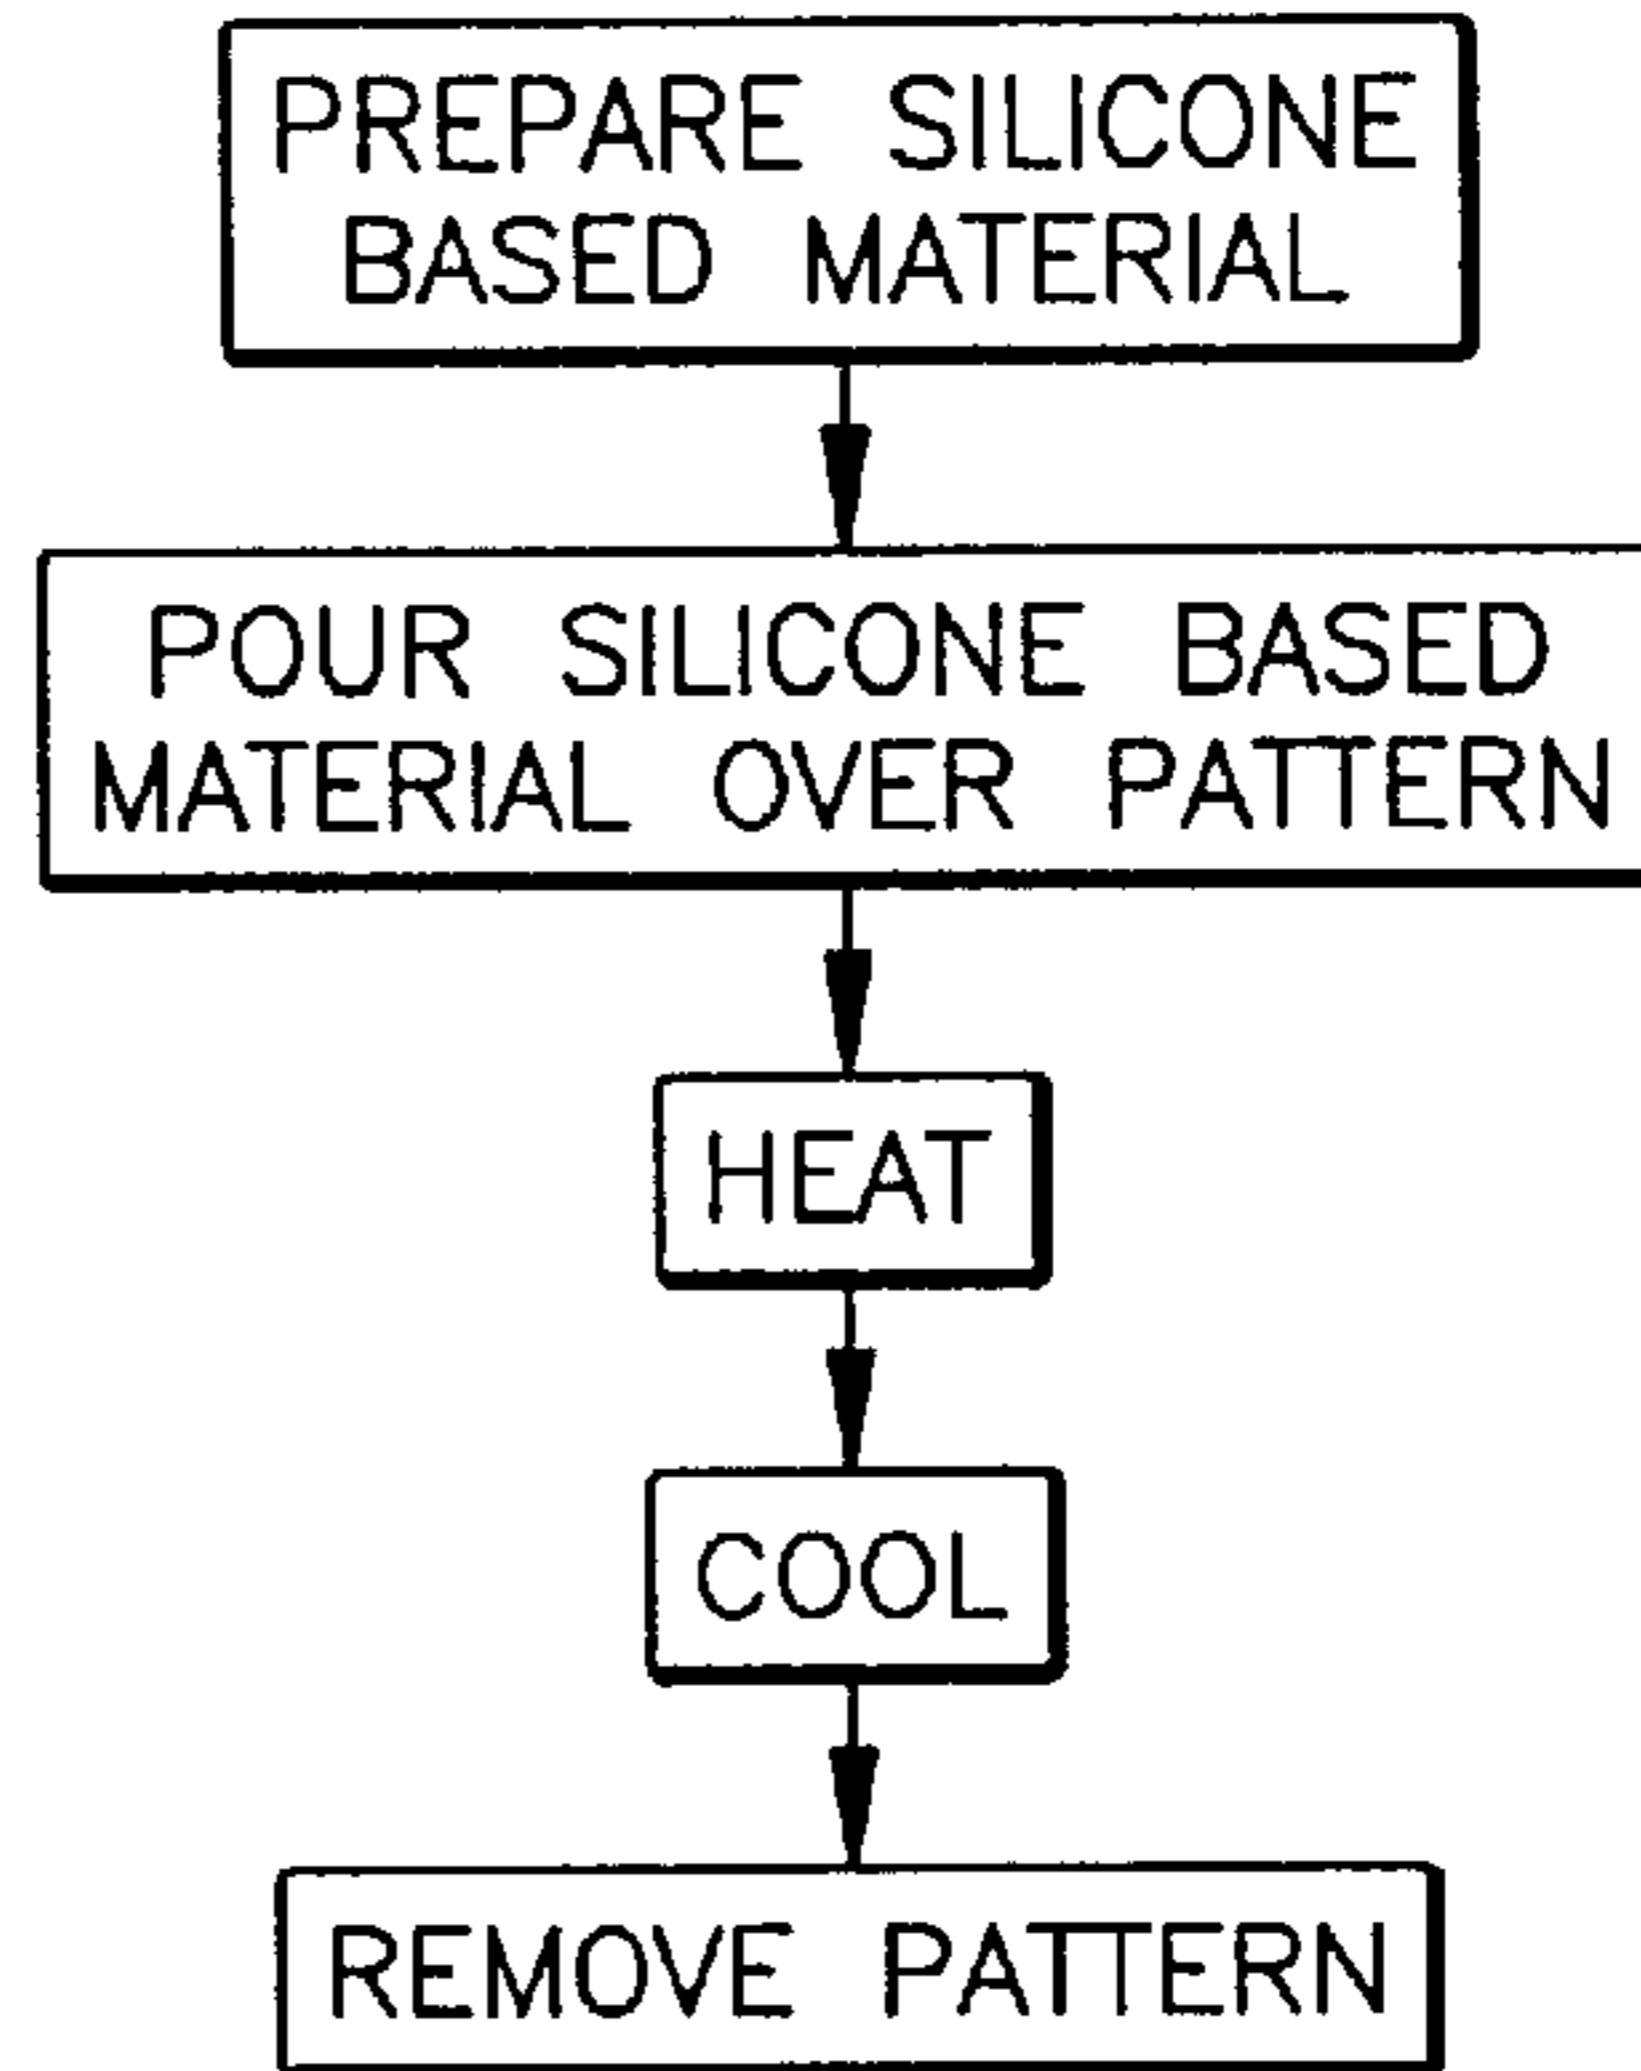 PREPARE SILICONE
BASED MATERIAL
POUR SILICONE BASED
MATERIAL OVER PATTERN
HEAT
COOL
REMOVE PATTERN